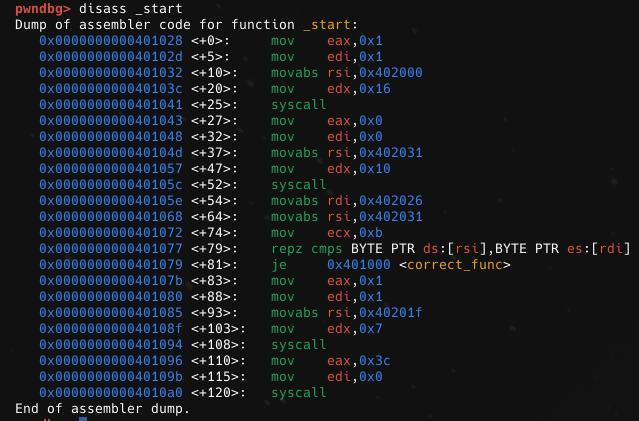 pwndbg> disass _start
Dump of assembler code for function _start:
0x0000000000401028 <+0>: mov eax,0x1
0x000000000040102d <+5>: mov edi,0x1
0x0000000000401032 <+10>: movabs rsi,0x402000
0x000000000040103c <+20>: mov edx,0x16
0x0000000000401041 <+25>: syscall
0x0000000000401043 <+27>: mov eax,0x0
0x0000000000401048 <+32>: mov edi,0x0
0x000000000040104d <+37>: movabs rsi,0x402031
0x0000000000401057 <+47>: mov edx,0x10
0x000000000040105c <+52>: syscall
0x000000000040105e <+54>: movabs rdi,0x402026
0x0000000000401068 <+64>: movabs rsi,0x402031
0x0000000000401072 <+74>: mov ecx,0xb
0x0000000000401077 <+79>: repz cmps BYTE PTR ds:[rsi],BYTE PTR es:[rdi]
0x0000000000401079 <+81>: je 0x401000 <correct_func>
0x000000000040107b <+83>: mov eax,0x1
0x0000000000401080 <+88>: mov edi,0x1
0x0000000000401085 <+93>: movabs rsi,0x40201f
0x000000000040108f <+103>: mov edx,0x7
0x0000000000401094 <+108>: syscall
0x0000000000401096 <+110>: mov eax,0x3c
0x000000000040109b <+115>: mov edi,0x0
0x00000000004010a0 <+120>: syscall
End of assembler dump.